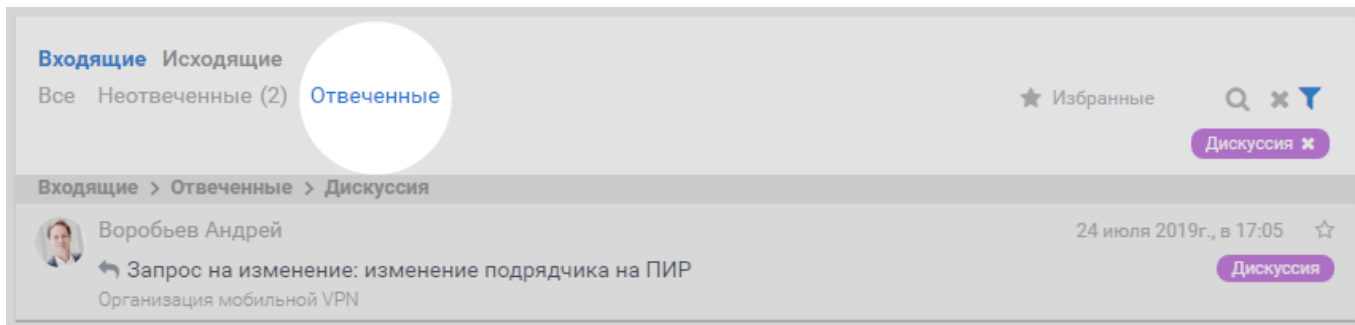 Входящие Исходящие
Все Неотвеченные (2) Отвеченные Избранные
Дискуссия
Входящие > Отвеченные > Дискуссия
Воробьев Андрей 24 июля 2019г., в 17:05
Запрос на изменение: изменение подрядчика на ПИР Дискуссия
Организация мобильной VPN